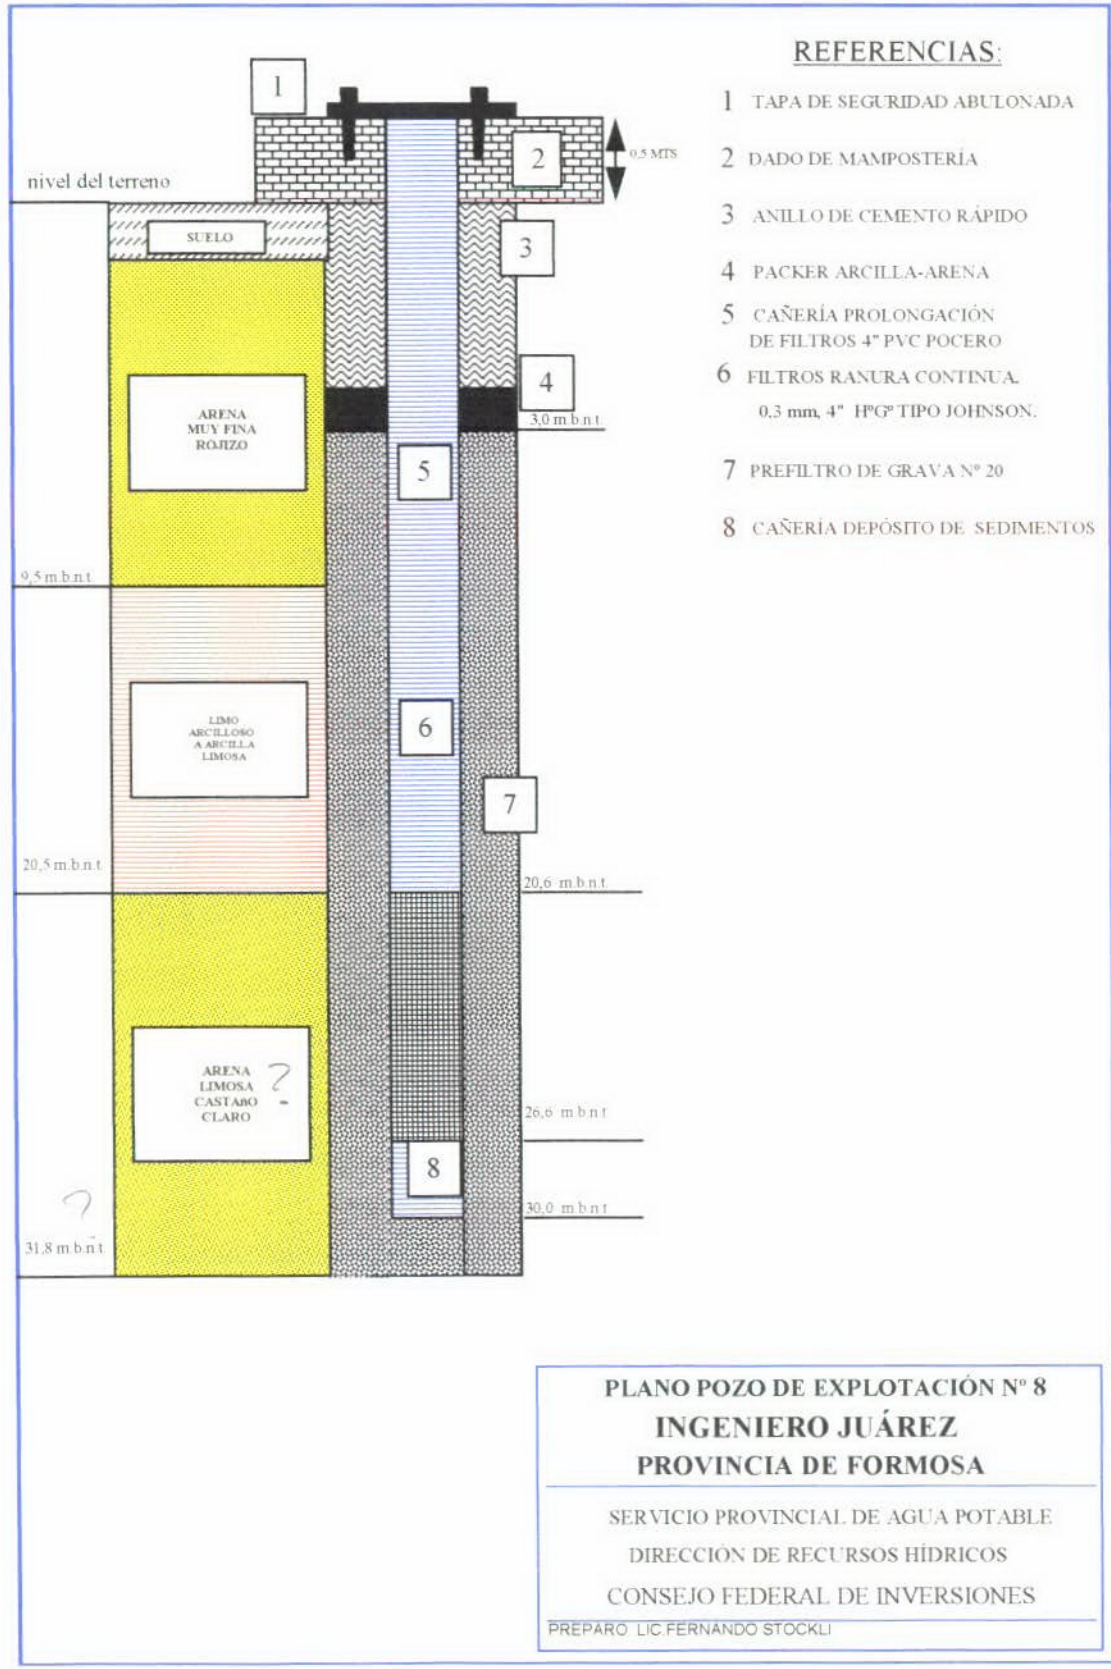 REFERENCIAS:
1 TAPA DE SEGURIDAD ABULONADA
2 DADO DE MAMPOSTERÍA
3 ANILLO DE CEMENTO RÁPIDO
4 PACKER ARCILLA-ARENA
5 CAÑERÍA PROLONGACIÓN
DE FILTROS 4" PVC POCERO
6 FILTROS RANURA CONTINUA.
0.3 mm, 4" HºGº TIPO JOHNSON.
7 PREFILTRO DE GRAVA Nº 20
8 CAÑERÍA DEPÓSITO DE SEDIMENTOS
1
2
0,5 MTS
nivel del terreno
SUELO
3
4
3,0 m.b.n.t.
ARENA
MUY FINA
ROJIZO
5
9,5 m.b.n.t.
LIMO
ARCILLOSO
A ARCILLA
LIMOSA
6
7
20,5 m.b.n.t.
20,6 m.b.n.t.
ARENA
LIMOSA ?
CASTAñO
CLARO
26,6 m.b.n.t
8
?
30,0 m.b.n.t
31,8 m.b.n.t.
PLANO POZO DE EXPLOTACIÓN Nº 8
INGENIERO JUÁREZ
PROVINCIA DE FORMOSA
SERVICIO PROVINCIAL DE AGUA POTABLE
DIRECCIÓN DE RECURSOS HÍDRICOS
CONSEJO FEDERAL DE INVERSIONES
PREPARO LIC.FERNANDO STOCKLI